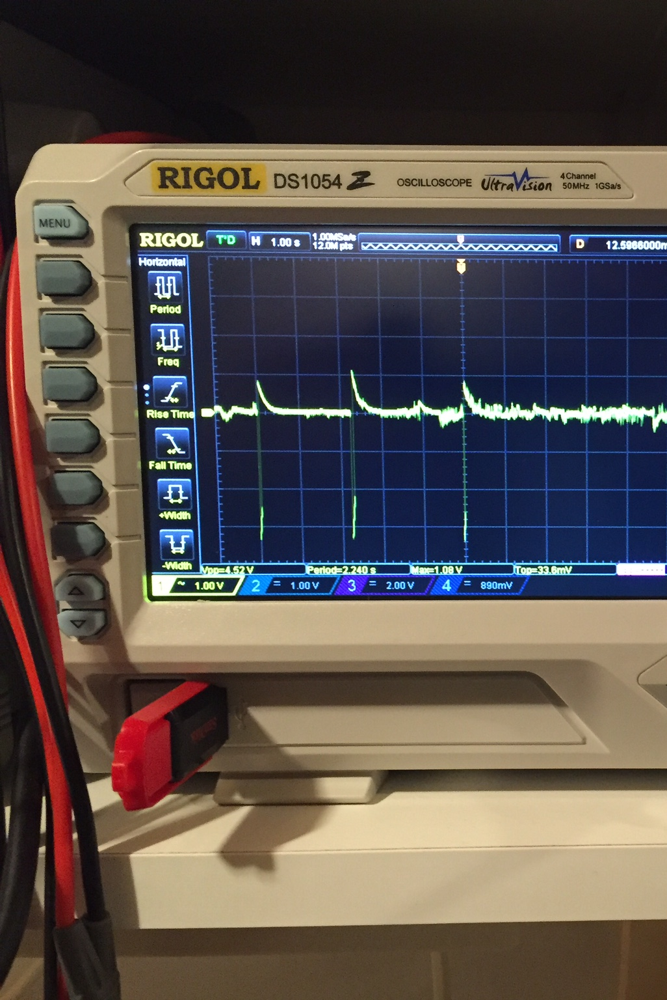 RIGOL DS1054Z OSCILLOSCOPE UltraVision 4 Channel
50MHz 1GSa/s
MENU
RIGOL T'D H 1.00 s 1.00MSa/s
12.0M pts
D 12.5966000m
Horizontal
Period
Freq
Rise Time
Fall Time
+Width
-Width
Vpp=4.52 V Period=2.240 s Max=1.08 V Top=33.6mV
1 ~ 1.00 V 2 = 1.00 V 3 = 2.00 V 4 = 890mV